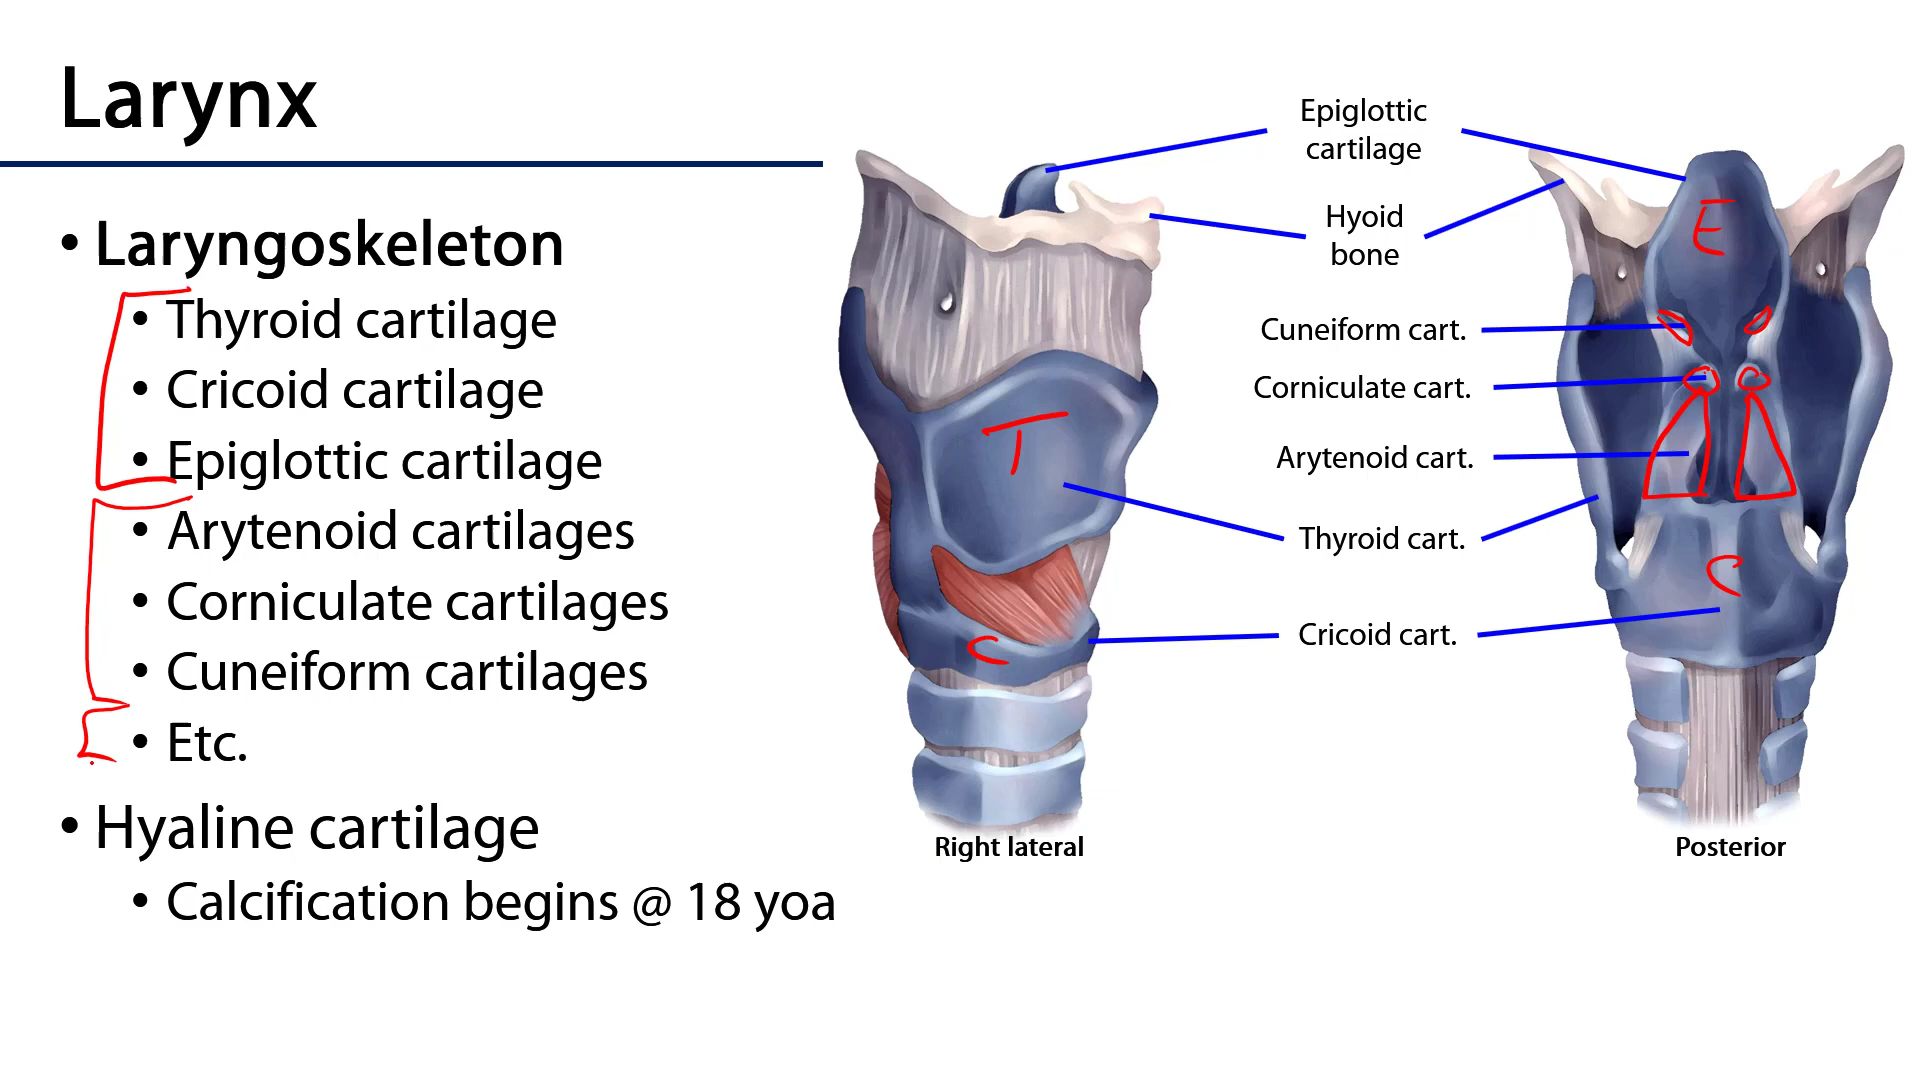 Larynx
• Laryngoskeleton
• Thyroid cartilage
• Cricoid cartilage
• Epiglottic cartilage
• Arytenoid cartilages
• Corniculate cartilages
• Cuneiform cartilages
• Etc.
• Hyaline cartilage
• Calcification begins @ 18 yoa
Epiglottic
cartilage
Hyoid
bone
Cuneiform cart.
Corniculate cart.
Arytenoid cart.
Thyroid cart.
Cricoid cart.
T
C
Right lateral
E
C
Posterior